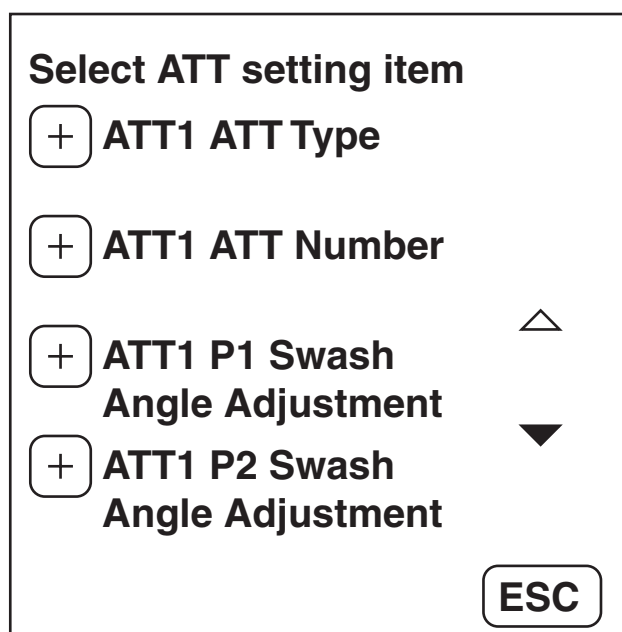 Select ATT setting item
+ ATT1 ATT Type
+ ATT1 ATT Number
+ ATT1 P1 Swash
Angle Adjustment
+ ATT1 P2 Swash
Angle Adjustment
ESC